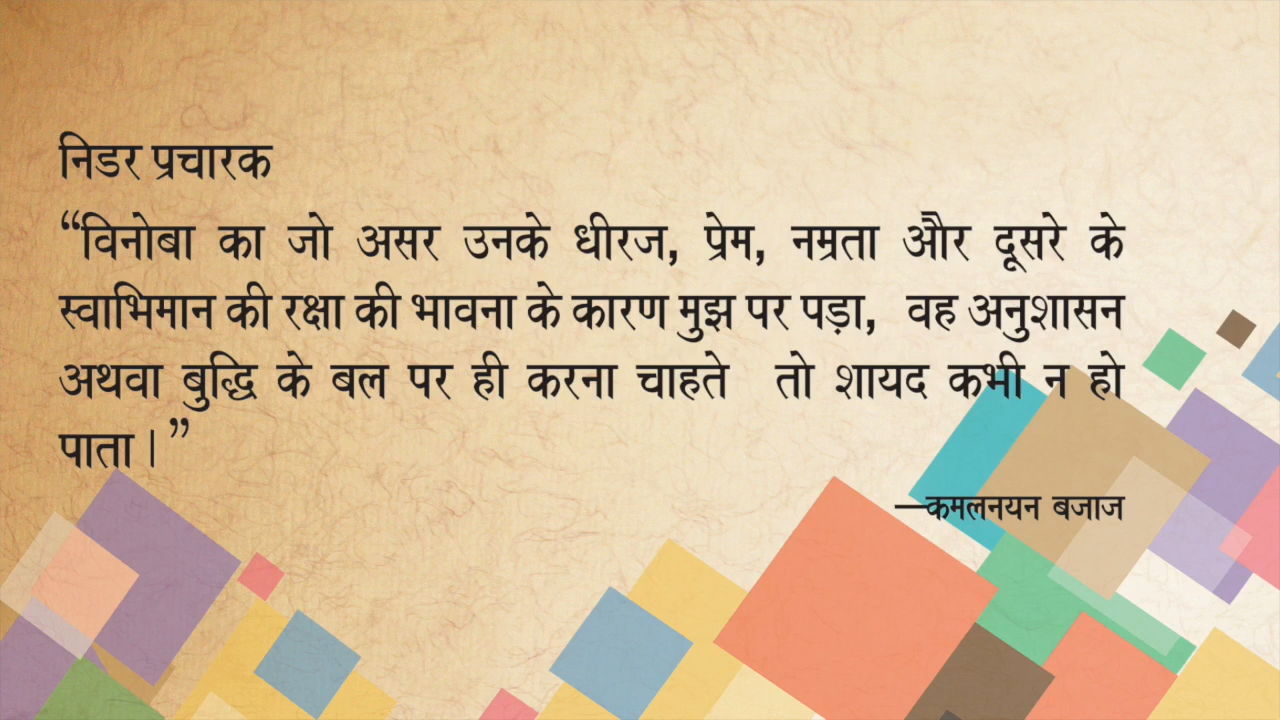 निडर प्रचारक
“विनोबा का जो असर उनके धीरज, प्रेम, नम्रता और दूसरे के
स्वाभिमान की रक्षा की भावना के कारण मुझ पर पड़ा, वह अनुशासन
अथवा बुद्धि के बल पर ही करना चाहते तो शायद कभी न हो
पाता।”
—कमलनयन बजाज